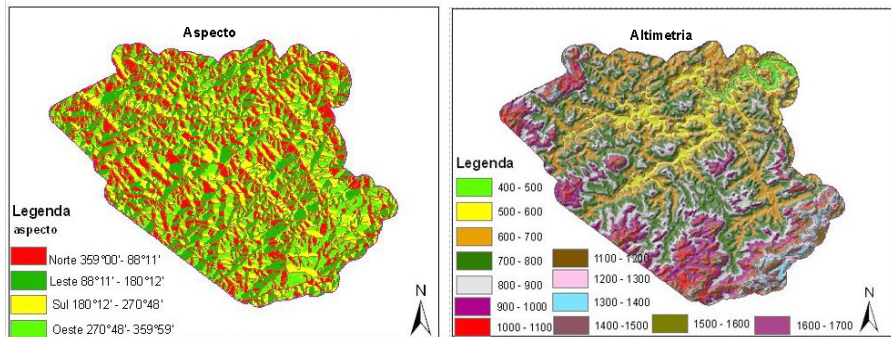 Aspecto
Legenda
aspecto
Norte 359°00'- 88°11'
Leste 88°11' - 180°12'
Sul 180°12' - 270°48'
Oeste 270°48'- 359°59'
N
Altimetria
Legenda
400 - 500
500 - 600
600 - 700
700 - 800
800 - 900
900 - 1000
1000 - 1100
1100 - 1200
1200 - 1300
1300 - 1400
1400 - 1500
1500 - 1600
1600 - 1700
N